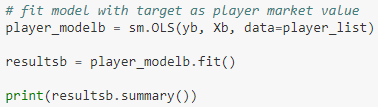 # fit model with target as player market value
player_modelb = sm.OLS(yb, Xb, data=player_list)
resultsb = player_modelb.fit()
print(resultsb.summary())